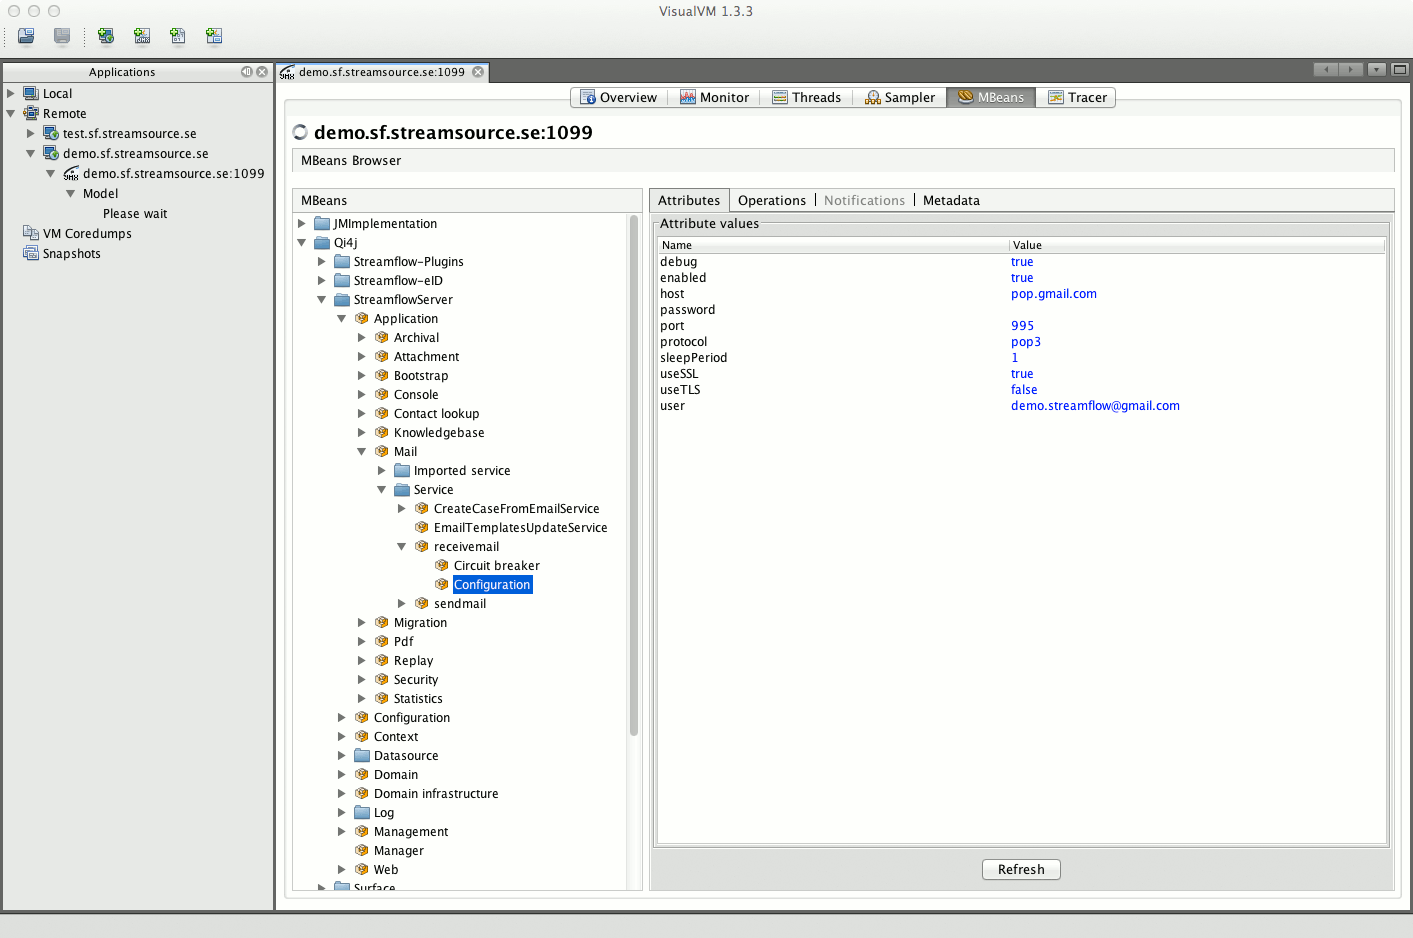 VisualVM 1.3.3
Applications
demo.sf.streamsource.se:1099
Local
Remote
test.sf.streamsource.se
demo.sf.streamsource.se
demo.sf.streamsource.se:1099
Model
Please wait
VM Coredumps
Snapshots
Overview Monitor Threads Sampler MBeans Tracer
demo.sf.streamsource.se:1099
MBeans Browser
MBeans
JMImplementation
Qi4j
Streamflow-Plugins
Streamflow-eID
StreamflowServer
Application
Archival
Attachment
Bootstrap
Console
Contact lookup
Knowledgebase
Mail
Imported service
Service
CreateCaseFromEmailService
EmailTemplatesUpdateService
receivemail
Circuit breaker
Configuration
sendmail
Migration
Pdf
Replay
Security
Statistics
Configuration
Context
Datasource
Domain
Domain infrastructure
Log
Management
Manager
Web
Surface
Attributes Operations Notifications Metadata
Attribute values
Name Value
debug true
enabled true
host pop.gmail.com
password
port 995
protocol pop3
sleepPeriod 1
useSSL true
useTLS false
user demo.streamflow@gmail.com
Refresh